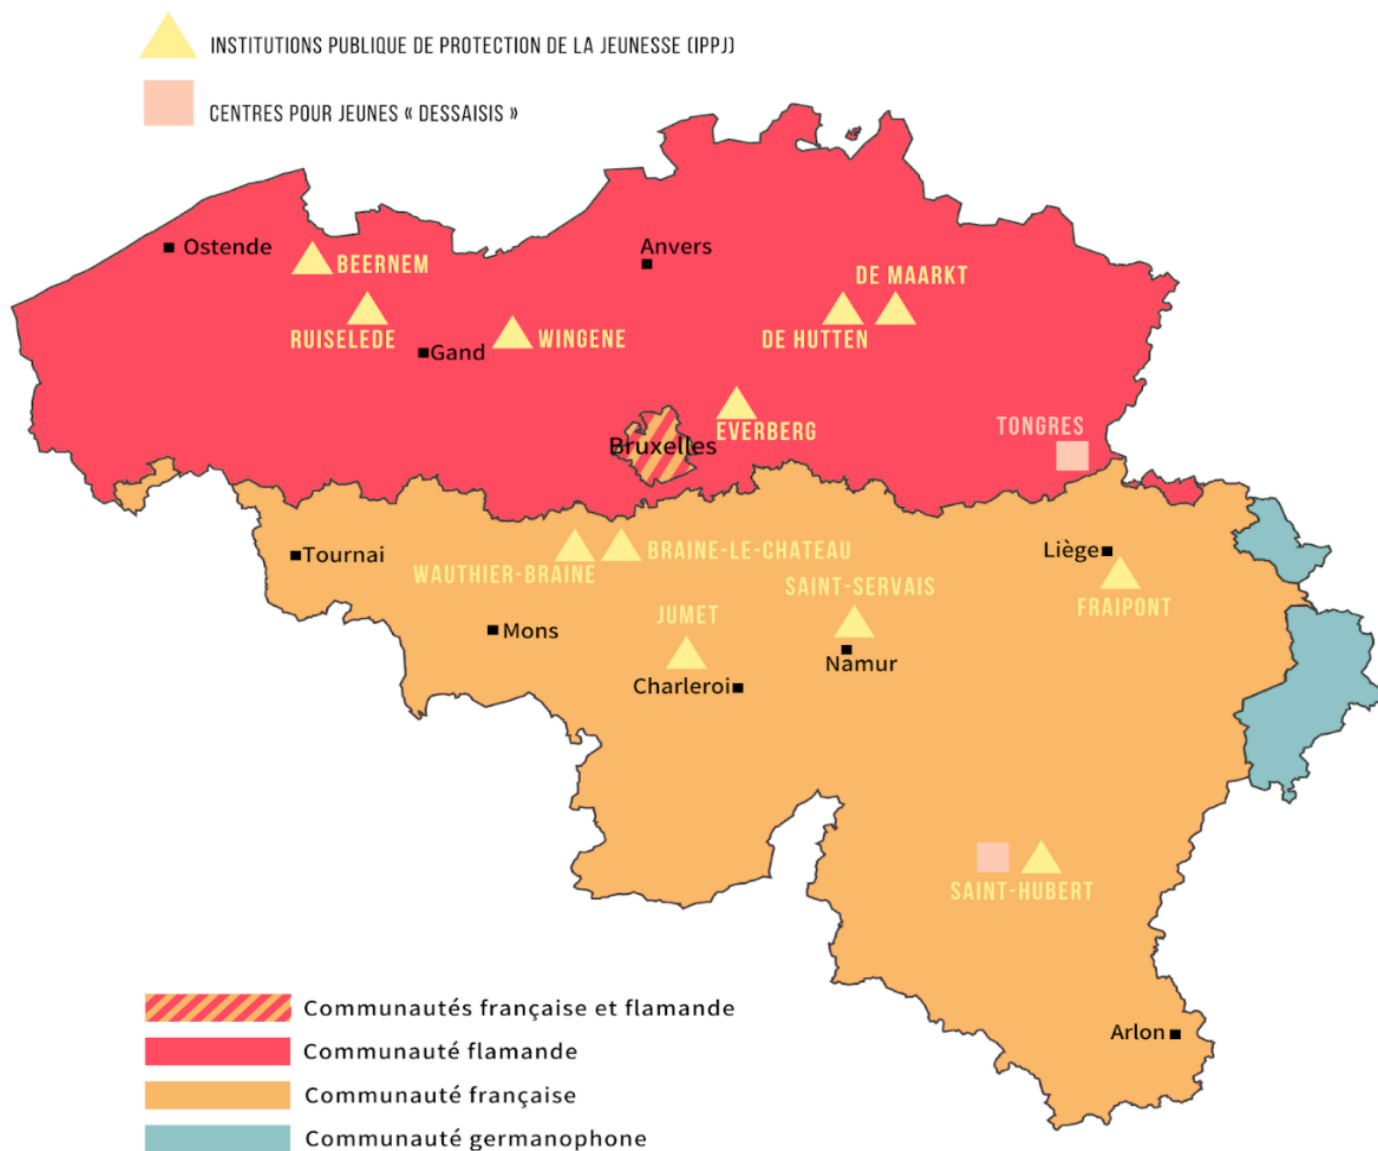 INSTITUTIONS PUBLIQUE DE PROTECTION DE LA JEUNESSE (IPPJ)
CENTRES POUR JEUNES « DESSAISIS »
Ostende
BEERNEM
Anvers
DE MAARKT
RUISELEDE
Gand
WINGENE
DE HUTTEN
EVERBERG
Bruxelles
TONGRES
Tournai
WAUTHIER-BRAINE
BRAINE-LE-CHATEAU
Liège
SAINT-SERVAIS
FRAIPONT
JUMET
Mons
Namur
Charleroi
SAINT-HUBERT
Arlon
Communautés française et flamande
Communauté flamande
Communauté française
Communauté germanophone